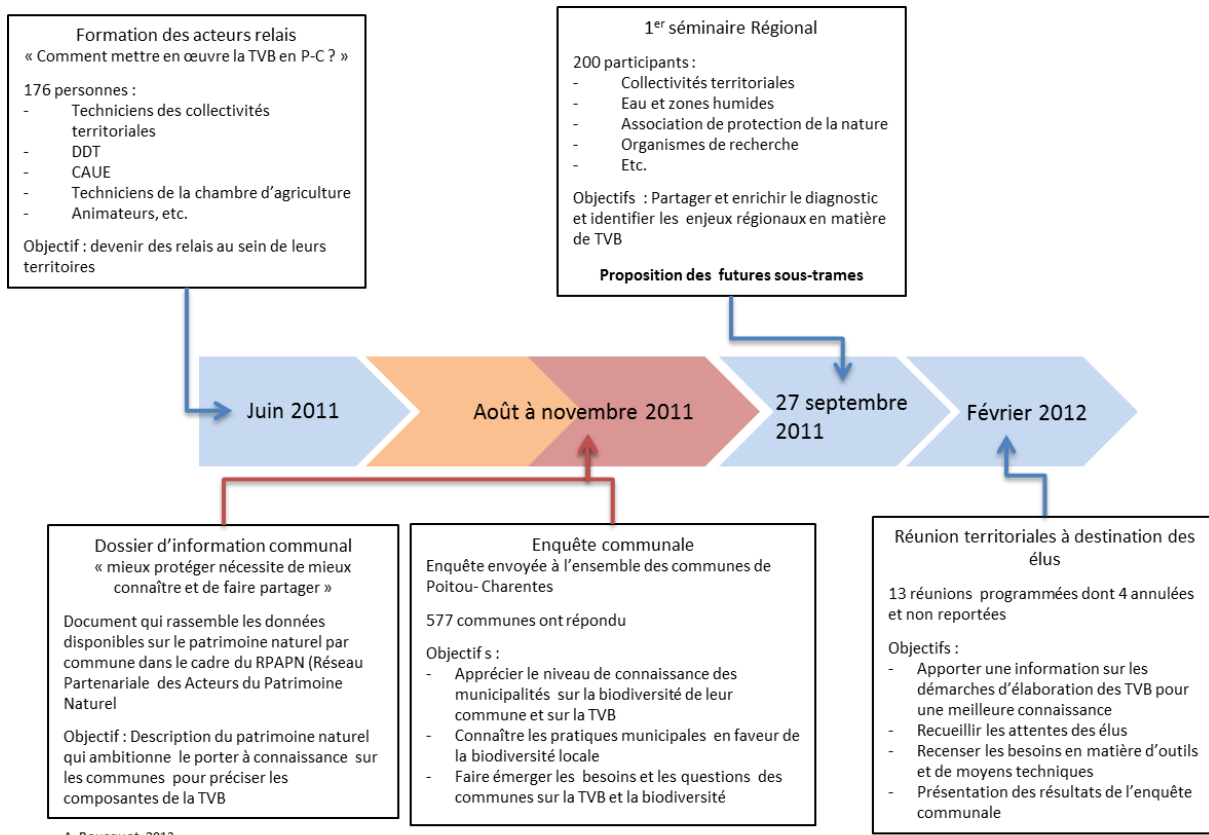 Formation des acteurs relais
« Comment mettre en œuvre la TVB en P-C ? »
176 personnes :
- Techniciens des collectivités
territoriales
- DDT
- CAUE
- Techniciens de la chambre d'agriculture
- Animateurs, etc.
Objectif : devenir des relais au sein de leurs
territoires
1er séminaire Régional
200 participants :
- Collectivités territoriales
- Eau et zones humides
- Association de protection de la nature
- Organismes de recherche
- Etc.
Objectifs : Partager et enrichir le diagnostic
et identifier les enjeux régionaux en matière
de TVB
Proposition des futures sous-trames
Juin 2011
Août à novembre 2011
27 septembre
2011
Février 2012
Dossier d'information communal
« mieux protéger nécessite de mieux
connaître et de faire partager »
Document qui rassemble les données
disponibles sur le patrimoine naturel par
commune dans le cadre du RPAPN (Réseau
Partenariale des Acteurs du Patrimoine
Naturel
Objectif : Description du patrimoine naturel
qui ambitionne le porter à connaissance sur
les communes pour préciser les
composantes de la TVB
Enquête communale
Enquête envoyée à l'ensemble des communes de
Poitou- Charentes
577 communes ont répondu
Objectif s :
- Apprécier le niveau de connaissance des
municipalités sur la biodiversité de leur
commune et sur la TVB
- Connaître les pratiques municipales en faveur de
la biodiversité locale
- Faire émerger les besoins et les questions des
communes sur la TVB et la biodiversité
Réunion territoriales à destination des
élus
13 réunions programmées dont 4 annulées
et non reportées
Objectifs :
- Apporter une information sur les
démarches d'élaboration des TVB pour
une meilleure connaissance
- Recueillir les attentes des élus
- Recenser les besoins en matière d'outils
et de moyens techniques
- Présentation des résultats de l'enquête
communale